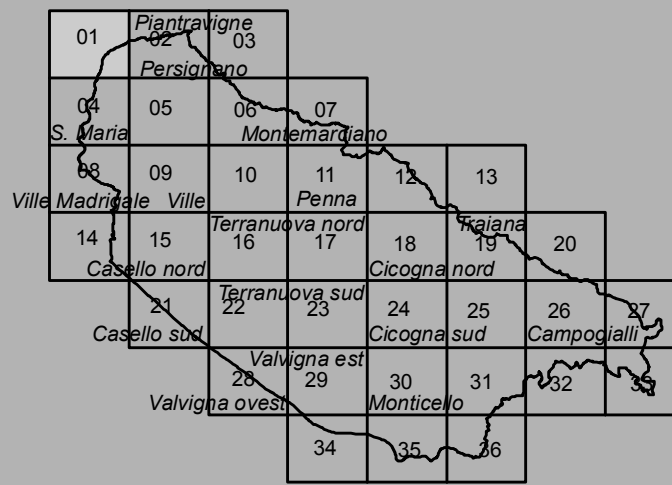 Piantravigne
01 02 03
Persignano
04 05 06 07
S. Maria Montemarciano
08 09 10 11 12 13
Ville Madrigale Ville Penna
Terranuova nord Traiana
14 15 16 17 18 19 20
Casello nord Cicogna nord
Terranuova sud
21 22 23 24 25 26 27
Casello sud Cicogna sud Campogialli
Valvigna est
28 29 30 31 32 33
Valvigna ovest Monticello
34 35 36